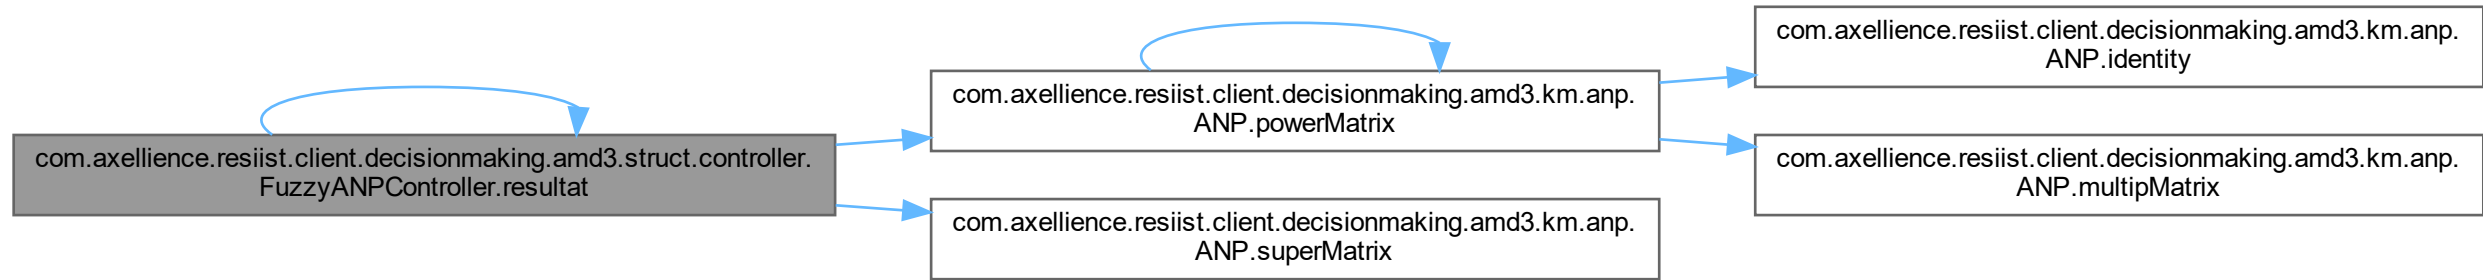 com.axellience.resiist.client.decisionmaking.amd3.struct.controller.
FuzzyANPController.resultat
com.axellience.resiist.client.decisionmaking.amd3.km.anp.
ANP.powerMatrix
com.axellience.resiist.client.decisionmaking.amd3.km.anp.
ANP.superMatrix
com.axellience.resiist.client.decisionmaking.amd3.km.anp.
ANP.identity
com.axellience.resiist.client.decisionmaking.amd3.km.anp.
ANP.multipMatrix